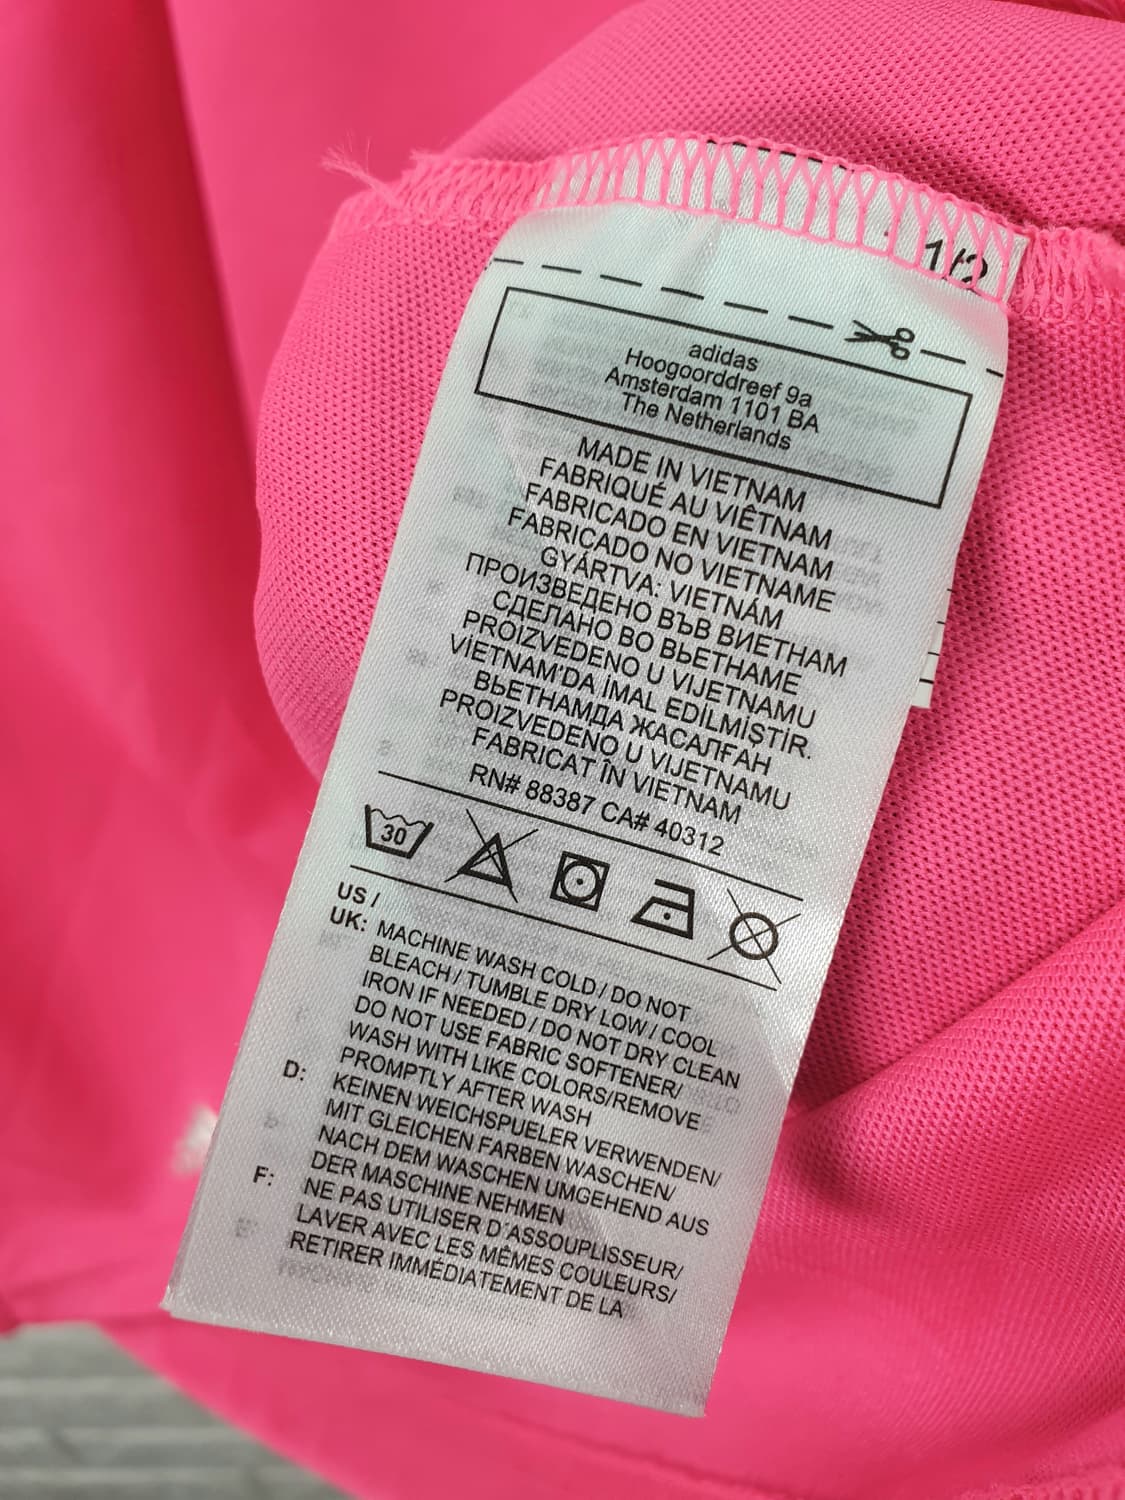 1/2
adidas
Hoogoorddreef 9a
Amsterdam 1101 BA
The Netherlands
MADE IN VIETNAM
FABRIQUÉ AU VIÊTNAM
FABRICADO EN VIETNAM
FABRICADO NO VIETNAME
GYÁRTVA: VIETNÁM
ПРОИЗВЕДЕНО ВЪВ ВИЕТНАМ
СДЕЛАНО ВО ВЬЕТНАМЕ
PROIZVEDENO U VIJETNAMU
VİETNAM'DA İMAL EDİLMİŞTİR.
ВЬЕТНАМДА ЖАСАЛҒАН
PROIZVEDENO U VIJETNAMU
FABRICAT ÎN VIETNAM
RN# 88387 CA# 40312
30
US /
UK: MACHINE WASH COLD / DO NOT
BLEACH / TUMBLE DRY LOW / COOL
IRON IF NEEDED / DO NOT DRY CLEAN
DO NOT USE FABRIC SOFTENER/
WASH WITH LIKE COLORS/REMOVE
PROMPTLY AFTER WASH
D: KEINEN WEICHSPUELER VERWENDEN/
MIT GLEICHEN FARBEN WASCHEN/
NACH DEM WASCHEN UMGEHEND AUS
DER MASCHINE NEHMEN
F: NE PAS UTILISER D´ASSOUPLISSEUR/
LAVER AVEC LES MÊMES COULEURS/
RETIRER IMMÉDIATEMENT DE LA